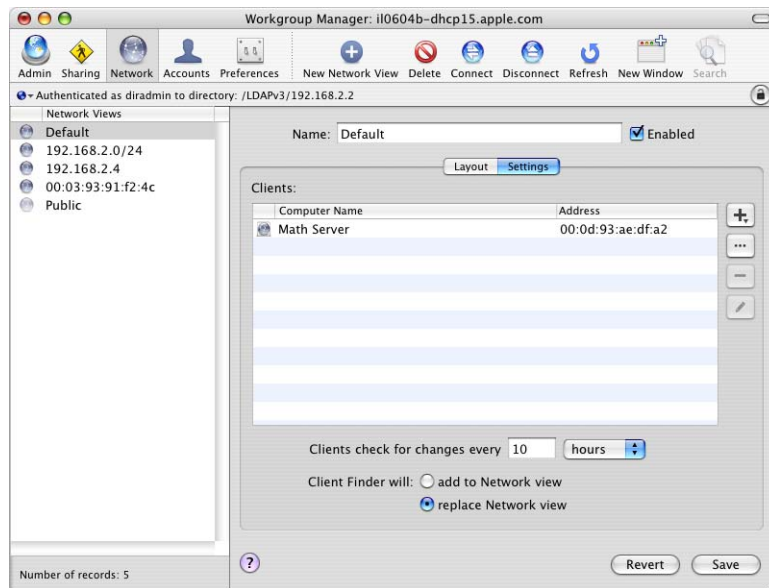 Workgroup Manager: il0604b-dhcp15.apple.com
Admin Sharing Network Accounts Preferences New Network View Delete Connect Disconnect Refresh New Window Search
Authenticated as diradmin to directory: /LDAPv3/192.168.2.2
Network Views
Default
192.168.2.0/24
192.168.2.4
00:03:93:91:f2:4c
Public
Name: Default Enabled
Layout Settings
Clients:
Computer Name Address
Math Server 00:0d:93:ae:df:a2
Clients check for changes every 10 hours
Client Finder will: add to Network view
replace Network view
? Revert Save
Number of records: 5